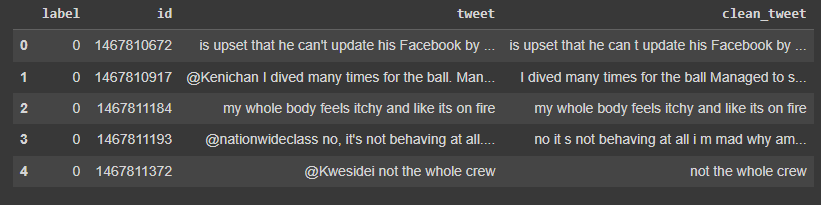 label id tweet clean_tweet
0 0 1467810672 is upset that he can't update his Facebook by ... is upset that he can t update his Facebook by ...
1 0 1467810917 @Kenichan I dived many times for the ball. Man... I dived many times for the ball Managed to s...
2 0 1467811184 my whole body feels itchy and like its on fire my whole body feels itchy and like its on fire
3 0 1467811193 @nationwideclass no, it's not behaving at all.... no it s not behaving at all i m mad why am...
4 0 1467811372 @Kwesidei not the whole crew not the whole crew